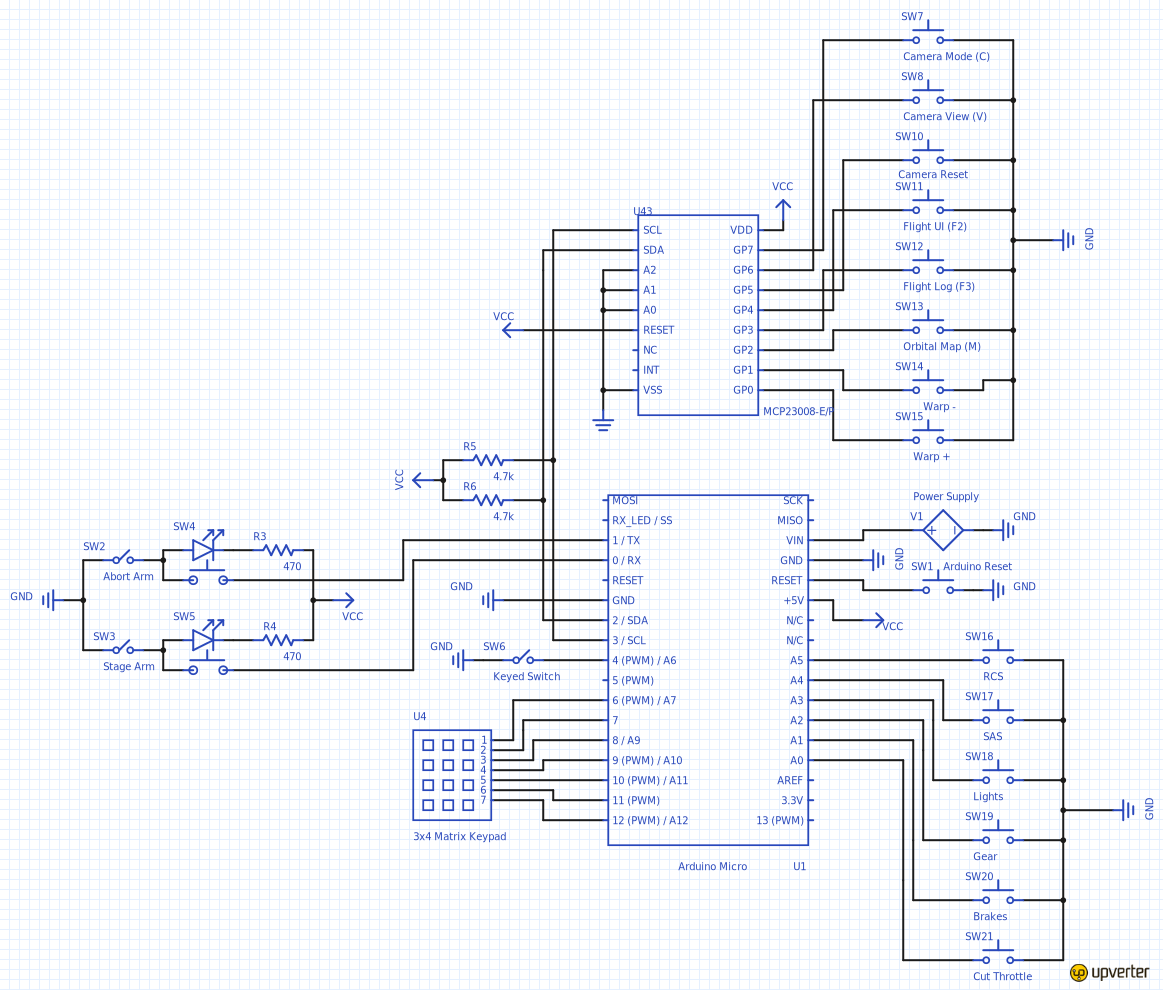 SW7
Camera Mode (C)
SW8
Camera View (V)
SW10
Camera Reset
SW11
Flight UI (F2)
SW12
Flight Log (F3)
SW13
Orbital Map (M)
SW14
Warp -
SW15
Warp +
GND
VCC
U43
SCL
SDA
A2
A1
A0
RESET
NC
INT
VSS
VDD
GP7
GP6
GP5
GP4
GP3
GP2
GP1
GP0
MCP23008-E/P
VCC
R5
4.7k
R6
4.7k
VCC
SW4
SW2
Abort Arm
R3
470
GND
VCC
SW5
SW3
Stage Arm
R4
470
GND
GND
SW6
Keyed Switch
U4
1
2
3
4
5
6
7
3x4 Matrix Keypad
MOSI
RX_LED / SS
1 / TX
0 / RX
RESET
GND
2 / SDA
3 / SCL
4 (PWM) / A6
5 (PWM)
6 (PWM) / A7
7
8 / A9
9 (PWM) / A10
10 (PWM) / A11
11 (PWM)
12 (PWM) / A12
SCK
MISO
VIN
GND
RESET
+5V
N/C
N/C
A5
A4
A3
A2
A1
A0
AREF
3.3V
13 (PWM)
Arduino Micro
U1
Power Supply
V1
GND
GND
SW1
Arduino Reset
GND
VCC
SW16
RCS
SW17
SAS
SW18
Lights
SW19
Gear
SW20
Brakes
SW21
Cut Throttle
GND
up upverter